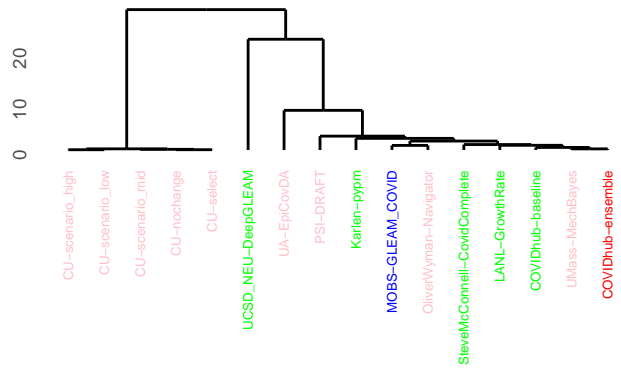 20
10
0
CU-scenario_high
CU-scenario_low
CU-scenario_mid
CU-nochange
CU-select
UCSD_NEU-DeepGLEAM
UA-EpiCovDA
PSI-DRAFT
Karlen-pypm
MOBS-GLEAM_COVID
OliverWyman-Navigator
SteveMcConnell-CovidComplete
LANL-GrowthRate
COVIDhub-baseline
UMass-MechBayes
COVIDhub-ensemble